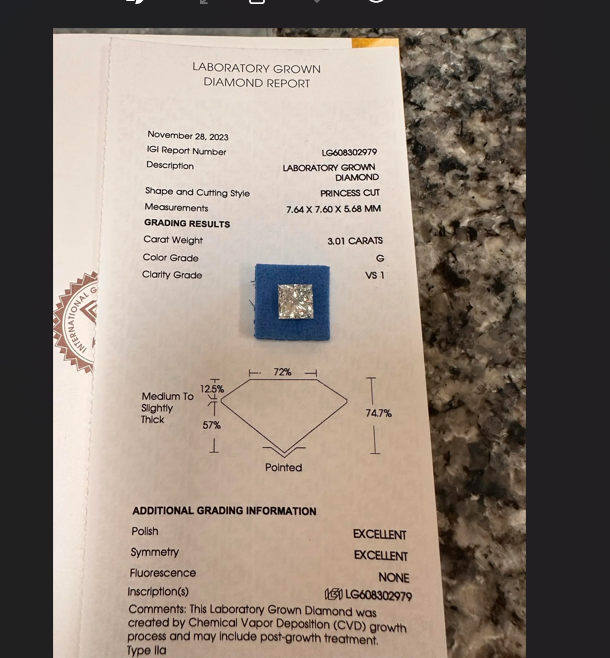 LABORATORY GROWN
DIAMOND REPORT
November 28, 2023
IGI Report Number LG608302979
Description LABORATORY GROWN
DIAMOND
Shape and Cutting Style PRINCESS CUT
Measurements 7.64 X 7.60 X 5.68 MM
GRADING RESULTS
Carat Weight 3.01 CARATS
Color Grade G
Clarity Grade VS 1
INTERNATIONAL G
72%
12.5%
Medium To
Slightly
Thick
57%
74.7%
Pointed
ADDITIONAL GRADING INFORMATION
Polish EXCELLENT
Symmetry EXCELLENT
Fluorescence NONE
Inscription(s) IGI LG608302979
Comments: This Laboratory Grown Diamond was
created by Chemical Vapor Deposition (CVD) growth
process and may include post-growth treatment.
Type IIa